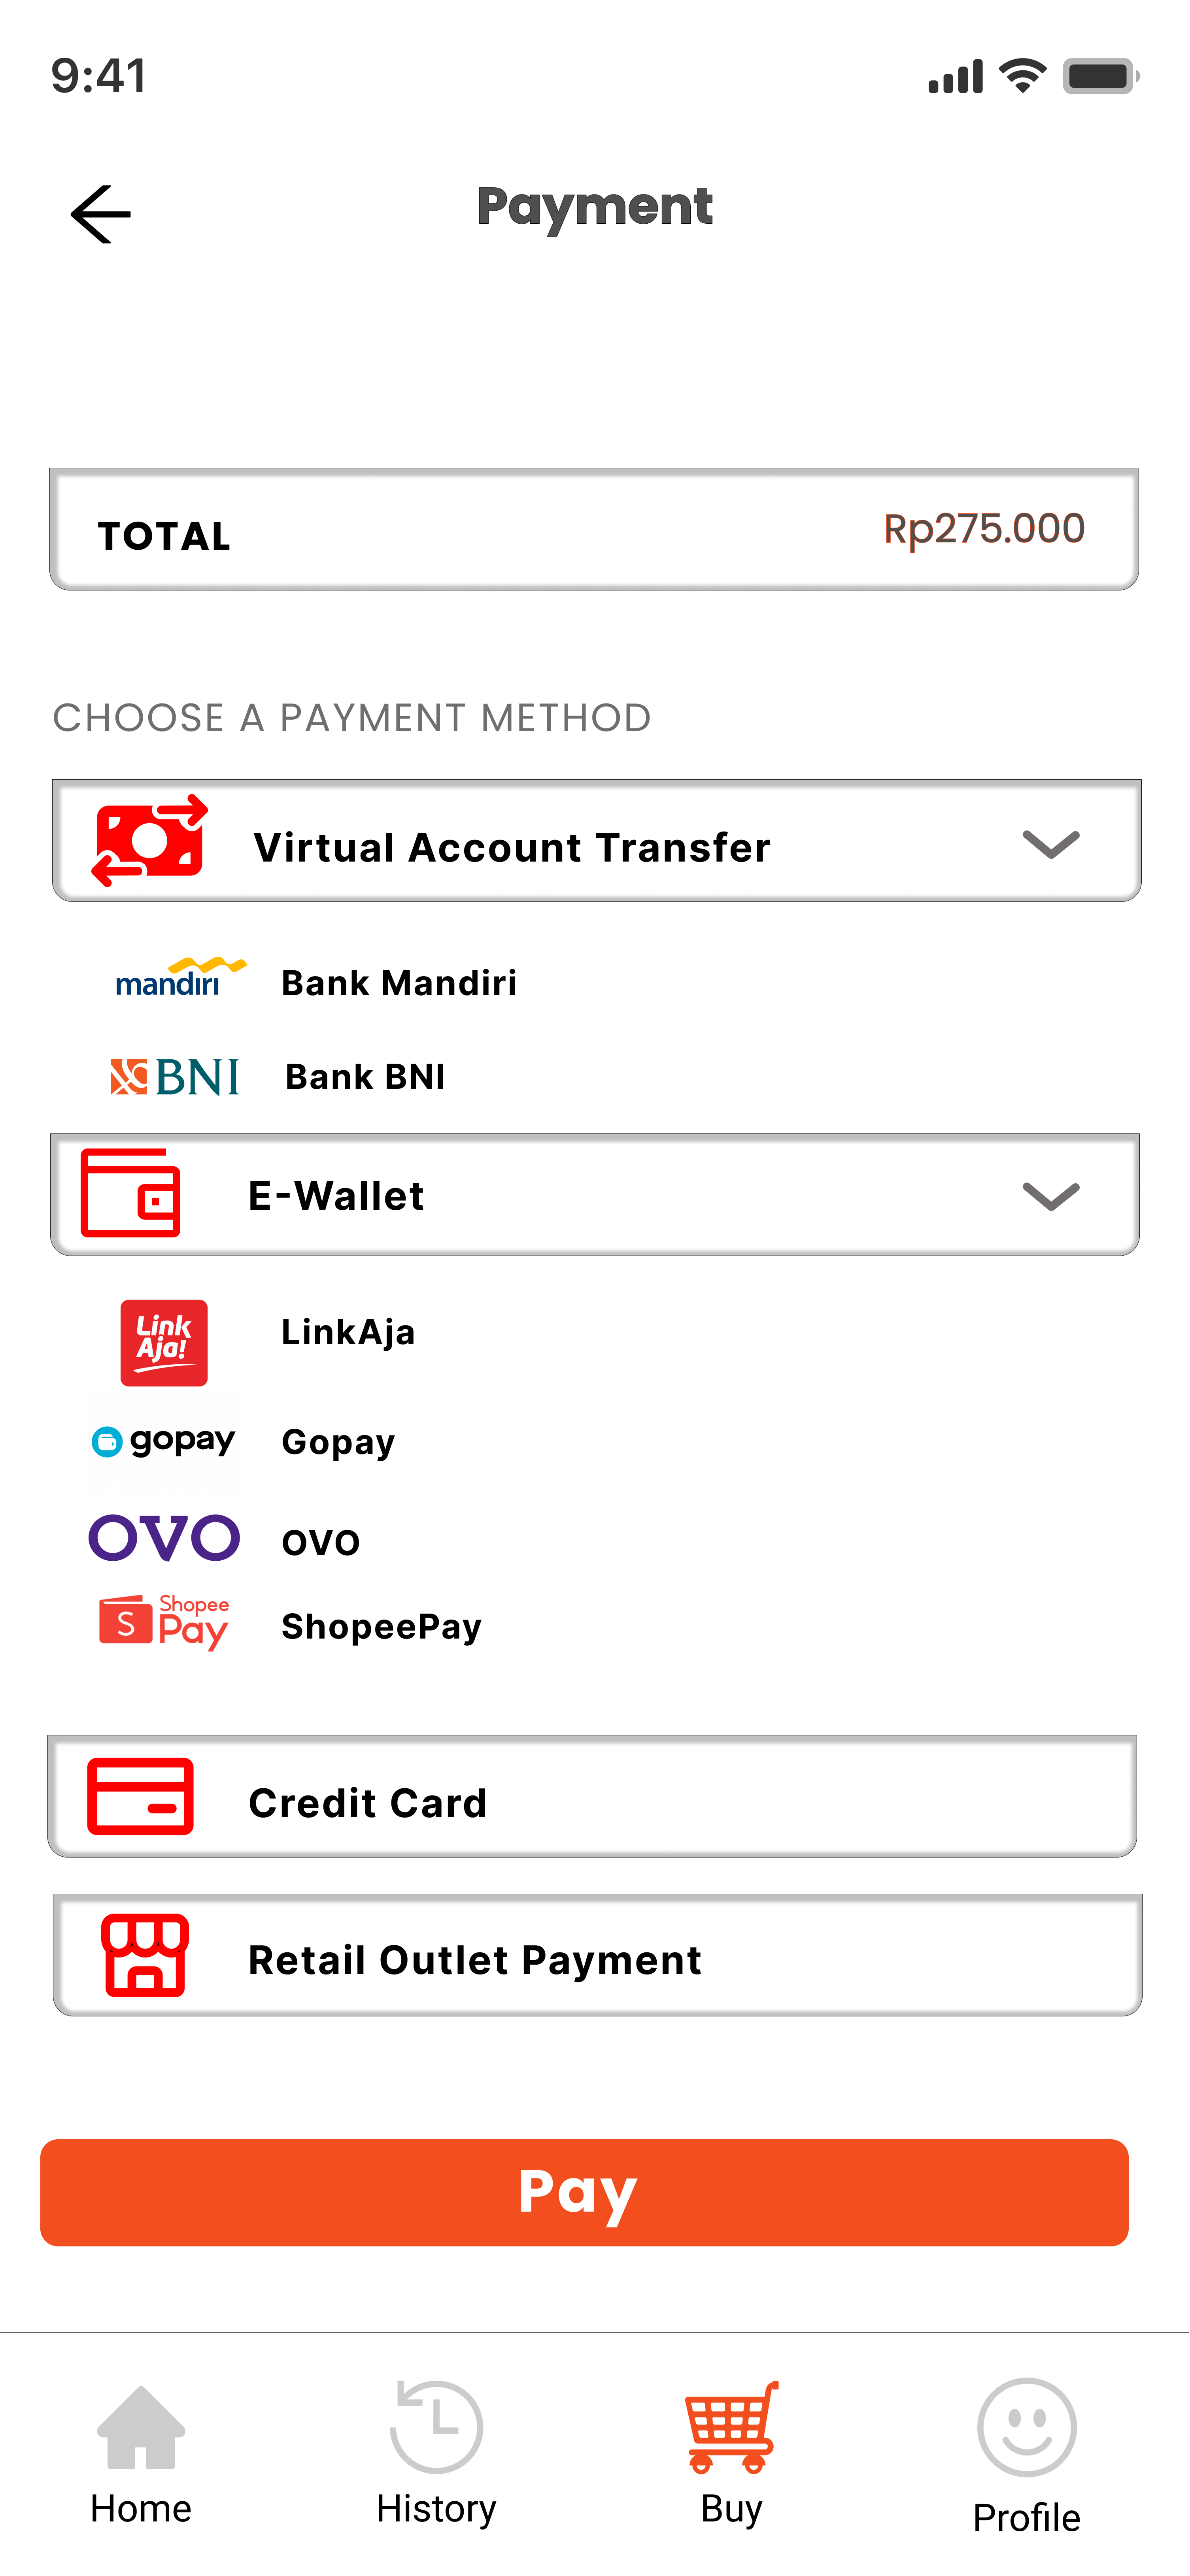 9:41
Payment
TOTAL
Rp275.000
CHOOSE A PAYMENT METHOD
Virtual Account Transfer
mandiri
Bank Mandiri
BNI
Bank BNI
E-Wallet
Link
Aja!
LinkAja
gopay
Gopay
OVO
OVO
S
Shopee
Pay
ShopeePay
Credit Card
Retail Outlet Payment
Pay
Home
History
Buy
Profile